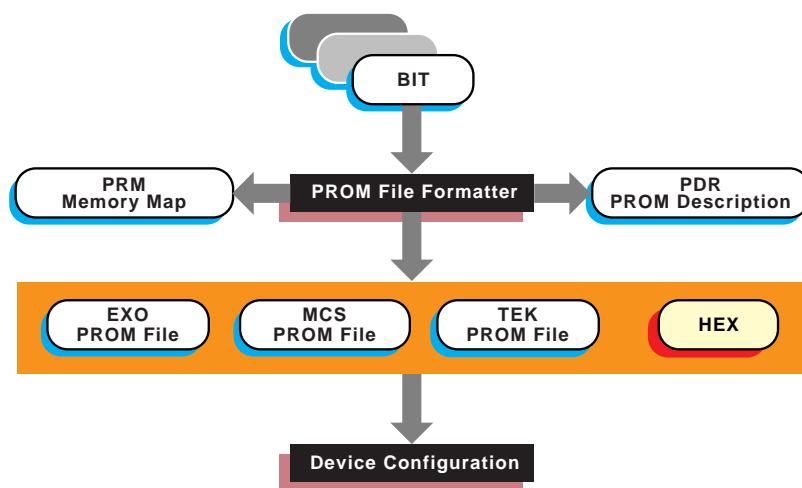 BIT
PRM
Memory Map
PROM File Formatter
PDR
PROM Description
EXO
PROM File
MCS
PROM File
TEK
PROM File
HEX
Device Configuration